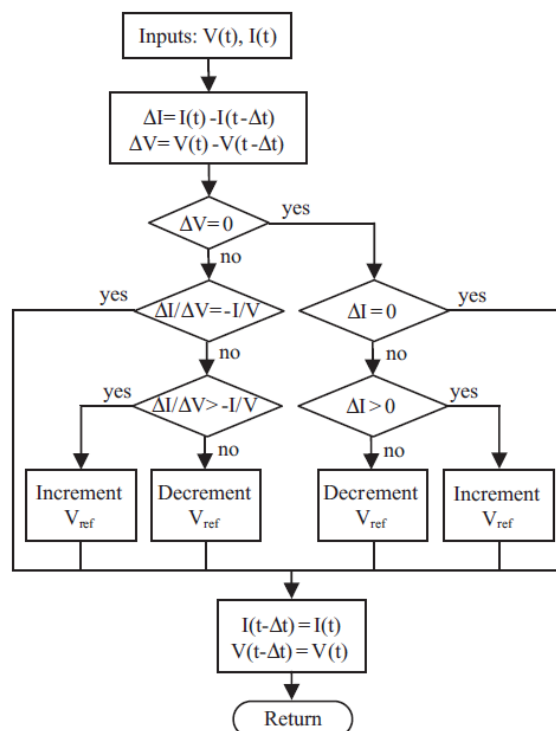 Inputs: V(t), I(t)
ΔI=I(t)-I(t-Δt)
ΔV=V(t)-V(t-Δt)
ΔV=0
yes
no
yes
ΔI/ΔV=-I/V
ΔI=0
yes
no
no
yes
ΔI/ΔV>-I/V
ΔI>0
yes
no
no
Increment
Vref
Decrement
Vref
Decrement
Vref
Increment
Vref
I(t-Δt)=I(t)
V(t-Δt)=V(t)
Return